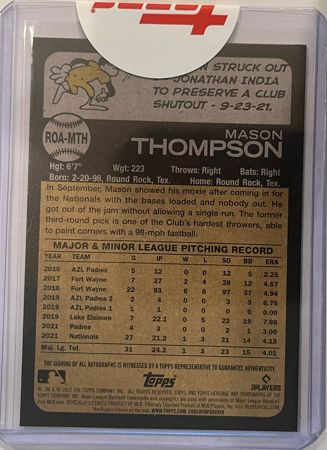 N STRUCK OUT
JONATHAN INDIA
TO PRESERVE A CLUB
SHUTOUT - 9-23-21.
ROA-MTH
MASON
THOMPSON
Hgt: 6'7" Wgt: 223 Throws: Right Bats: Right
Born: 2-20-98, Round Rock, Tex. Home: Round Rock, Tex.
In September, Mason showed his moxie after coming in for
the Nationals with the bases loaded and nobody out. He
got out of the jam without allowing a single run. The former
third-round pick is one of the Club's hardest throwers, able
to paint corners with a 98-mph fastball.
MAJOR & MINOR LEAGUE PITCHING RECORD
YEAR TEAM G IP W L SO BB ERA
2016 AZL Padres 5 12 0 0 12 5 2.25
2017 Fort Wayne 7 27 2 4 28 12 4.67
2018 Fort Wayne 22 93 6 8 97 37 4.94
2019 AZL Padres 2 2 4 0 0 3 3 6.75
2019 AZL Padres 1 1 1 0 0
2019 Lake Elsinore 7 22.1 0 5 22 19 7.66
2021 Padres 4 3 0 2 1 3.00
2021 Nationals 27 21.2 1 3 21 14 4.15
Maj. Lg. Tot. 31 24.2 1 3 23 15 4.01
THE SIGNING OF ALL AUTOGRAPHS IS WITNESSED BY A TOPPS REPRESENTATIVE TO GUARANTEE AUTHENTICITY.
topps
PLAYERS